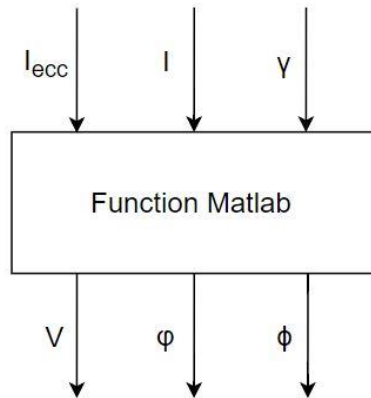 Iecc I γ
Function Matlab
V φ ϕ